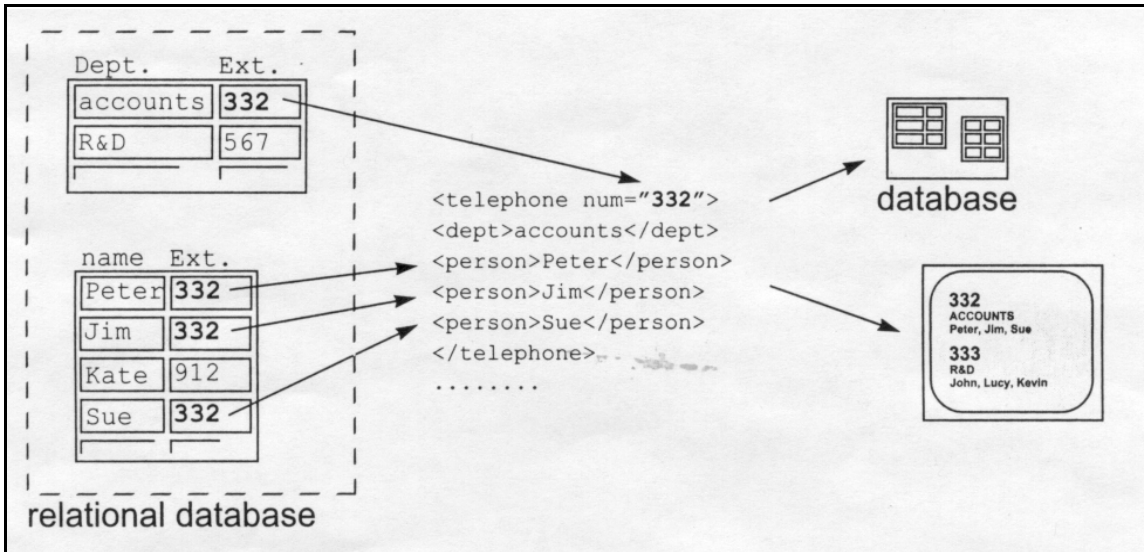 Dept. Ext.
accounts 332
R&D 567
name Ext.
Peter 332
Jim 332
Kate 912
Sue 332
relational database
<telephone num="332">
<dept>accounts</dept>
<person>Peter</person>
<person>Jim</person>
<person>Sue</person>
</telephone>
.........
database
332
ACCOUNTS
Peter, Jim, Sue
333
R&D
John, Lucy, Kevin